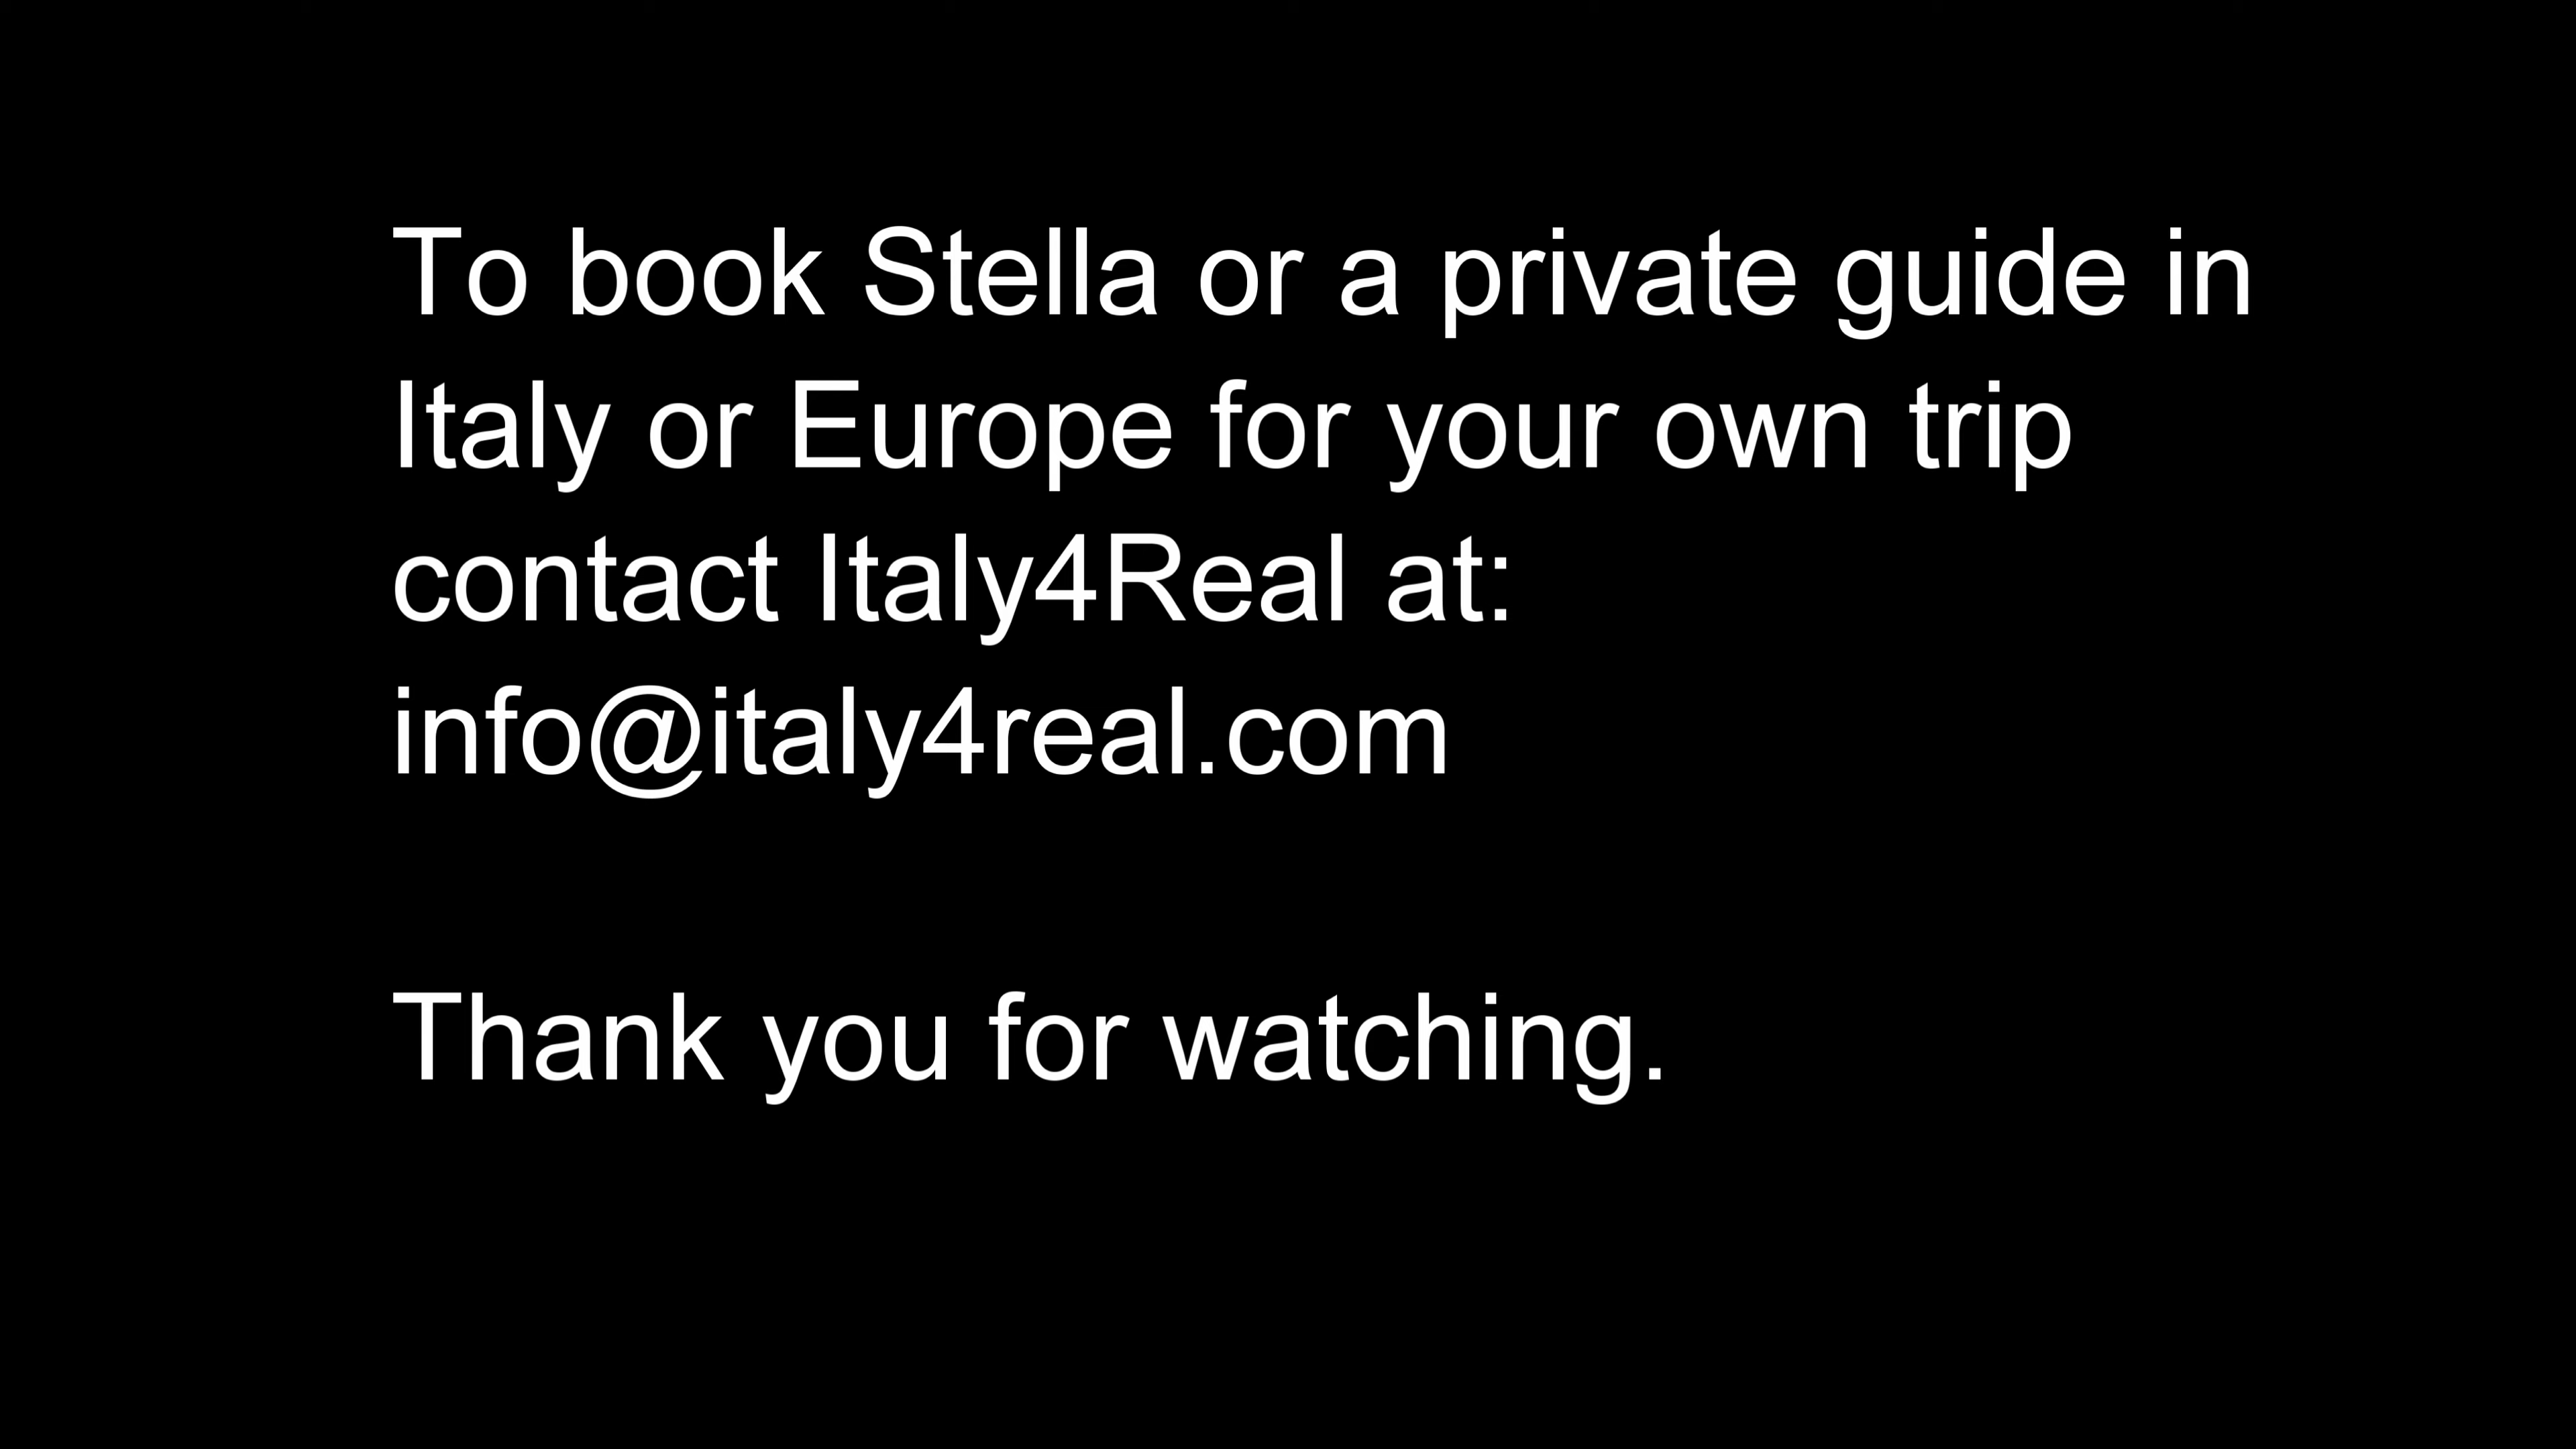 To book Stella or a private guide in
Italy or Europe for your own trip
contact Italy4Real at:
info@italy4real.com
Thank you for watching.